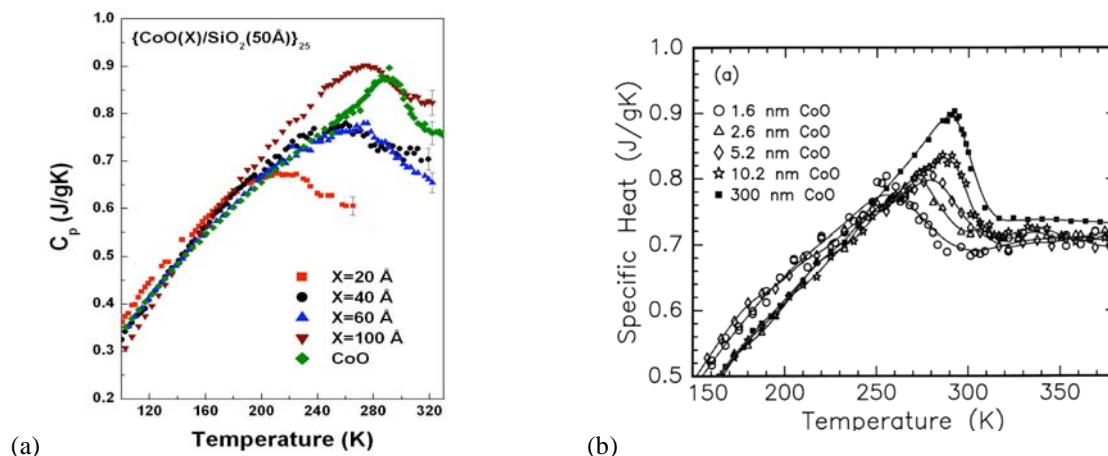 {CoO(X)/SiO₂(50Å)}₂₅
1.0
0.9
0.8
0.7
0.6
0.5
0.4
0.3
0.2
Cₚ (J/gK)
X=20 Å
X=40 Å
X=60 Å
X=100 Å
CoO
120 160 200 240 280 320
Temperature (K)
(a)
(a)
1.0
0.9
0.8
0.7
0.6
0.5
Specific Heat (J/gK)
1.6 nm CoO
2.6 nm CoO
5.2 nm CoO
10.2 nm CoO
300 nm CoO
150 200 250 300 350
Temperature (K)
(b)